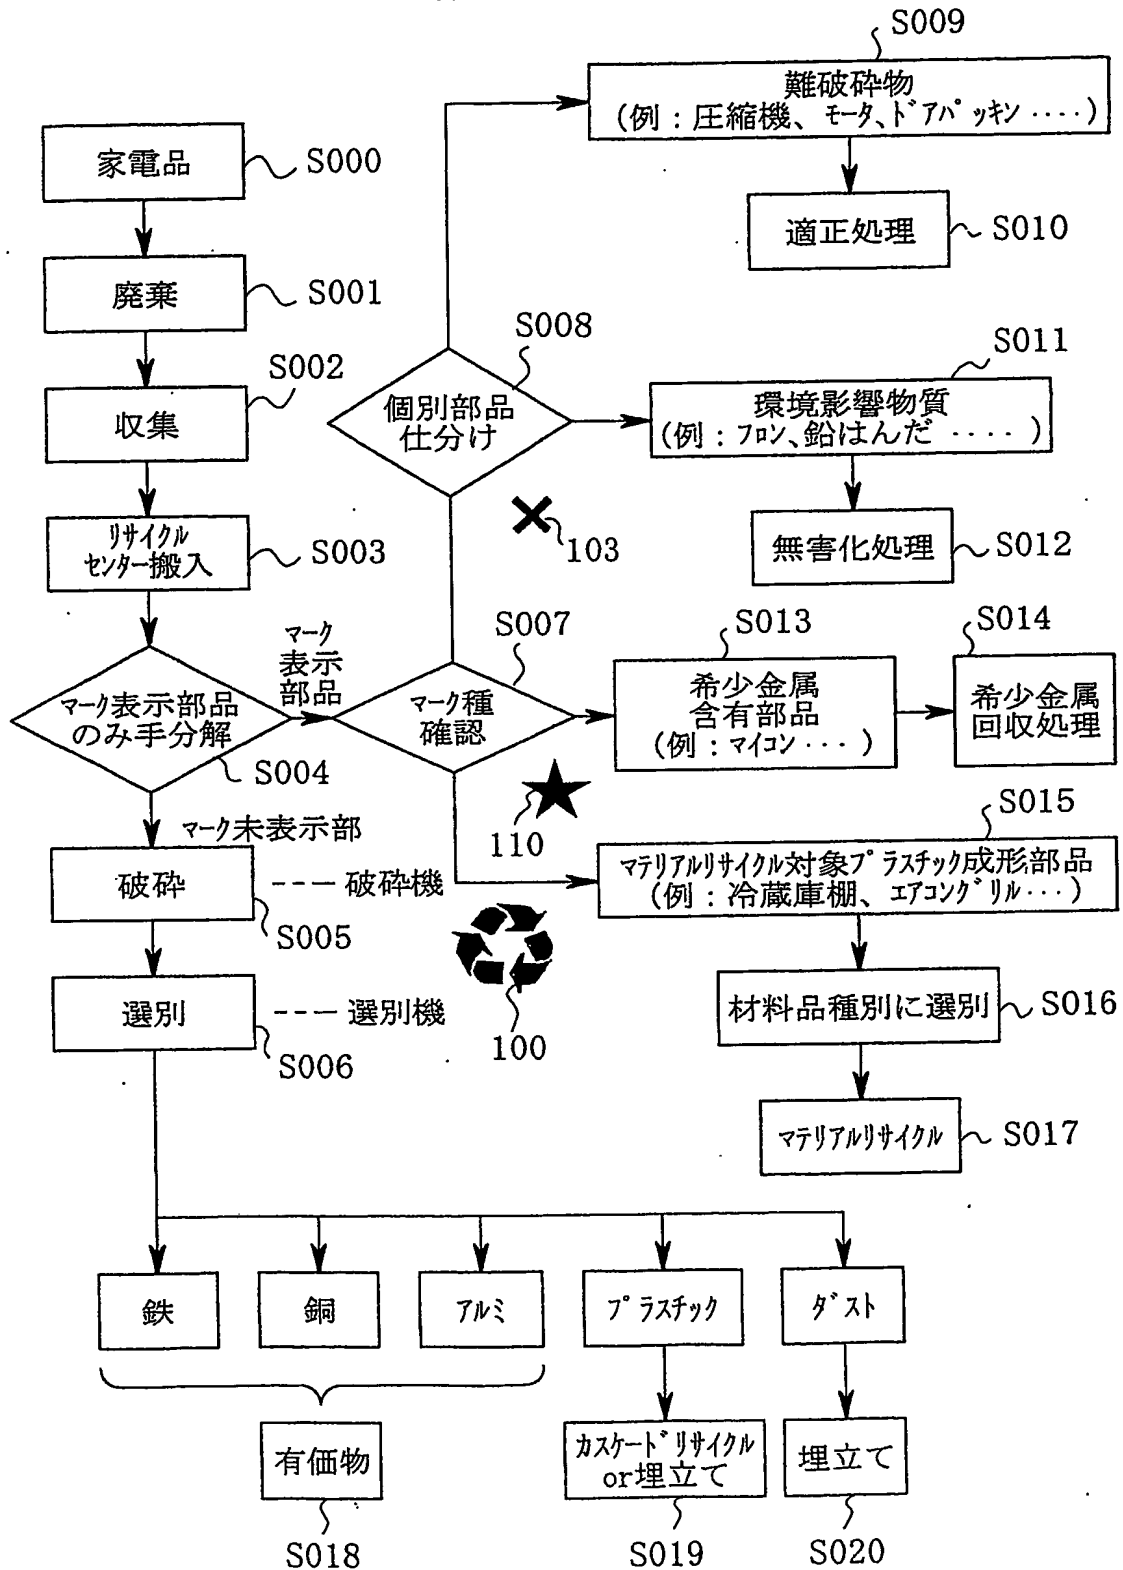 S009
難破砕物
(例：圧縮機、モータ、ドアパッキン‥‥)
家電品
S000
適正処理
S010
廃棄
S001
S008
S002
S011
収集
個別部品
仕分け
環境影響物質
(例：フロン、鉛はんだ ‥‥)
リサイクル
センター搬入
S003
103
無害化処理
S012
S007
S013
S014
マーク
表示
部品
マーク表示部品
のみ手分解
マーク種
確認
希少金属
含有部品
(例：マイコン・・・)
希少金属
回収処理
S004
マーク未表示部
110
S015
破砕
--- 破砕機
マテリアルリサイクル対象プラスチック成形部品
(例：冷蔵庫棚、エアコングリル・・・)
S005
選別
--- 選別機
100
材料品種別に選別
S016
S006
マテリアルリサイクル
S017
鉄
銅
アルミ
プラスチック
ダスト
有価物
カスケードリサイクル
or埋立て
埋立て
S018
S019
S020